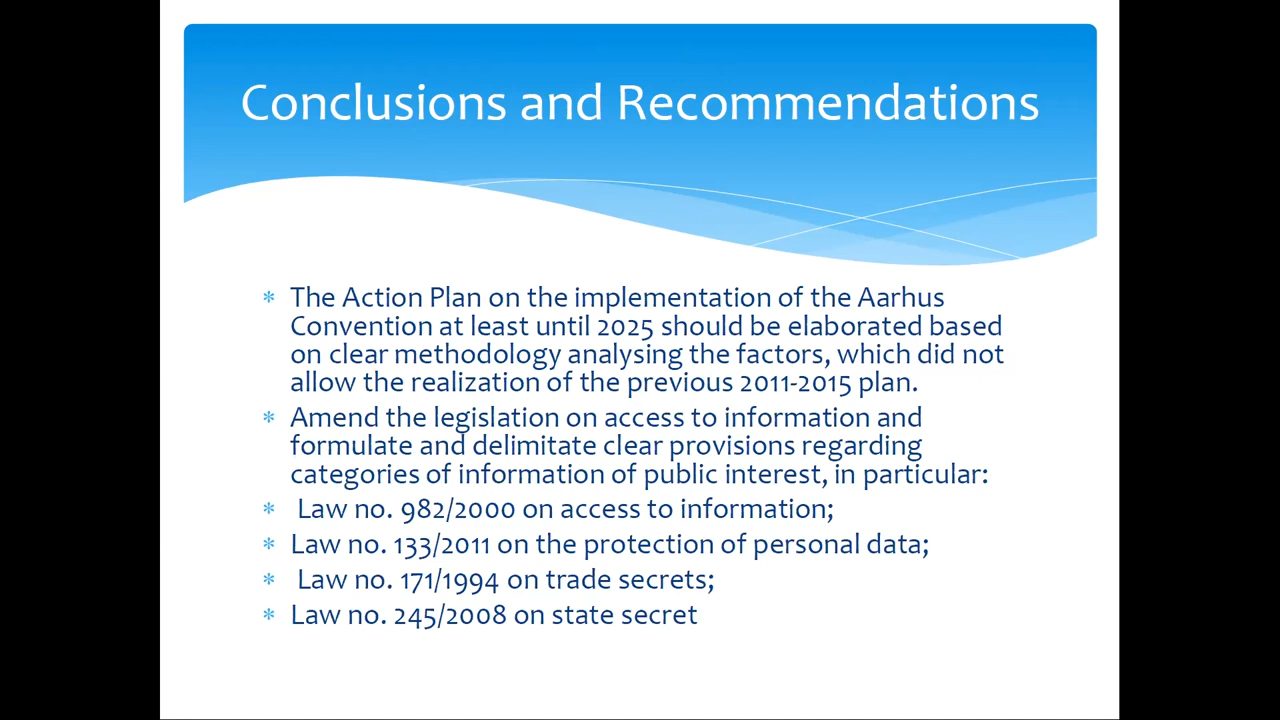 Conclusions and Recommendations
* The Action Plan on the implementation of the Aarhus
Convention at least until 2025 should be elaborated based
on clear methodology analysing the factors, which did not
allow the realization of the previous 2011-2015 plan.
* Amend the legislation on access to information and
formulate and delimitate clear provisions regarding
categories of information of public interest, in particular:
* Law no. 982/2000 on access to information;
* Law no. 133/2011 on the protection of personal data;
* Law no. 171/1994 on trade secrets;
* Law no. 245/2008 on state secret